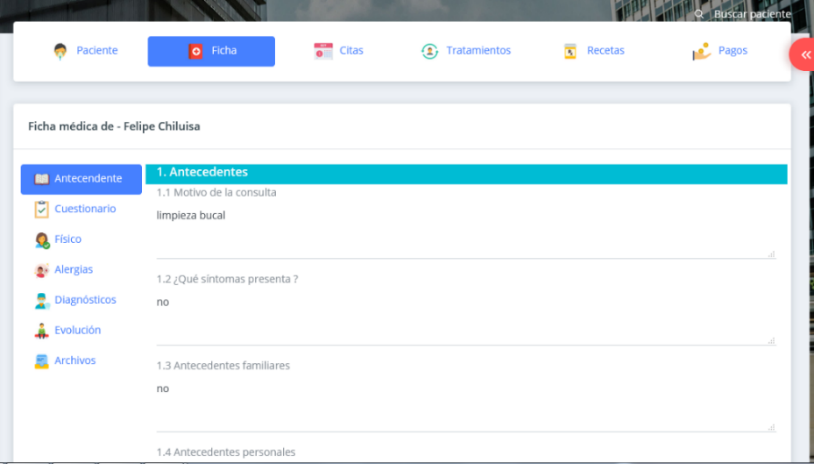 Buscar paciente
Paciente
Ficha
Citas
Tratamientos
Recetas
Pagos
Ficha médica de - Felipe Chiluisa
Antecendente
Cuestionario
Físico
Alergias
Diagnósticos
Evolución
Archivos
1. Antecedentes
1.1 Motivo de la consulta
limpieza bucal
1.2 ¿Qué síntomas presenta ?
no
1.3 Antecedentes familiares
no
1.4 Antecedentes personales